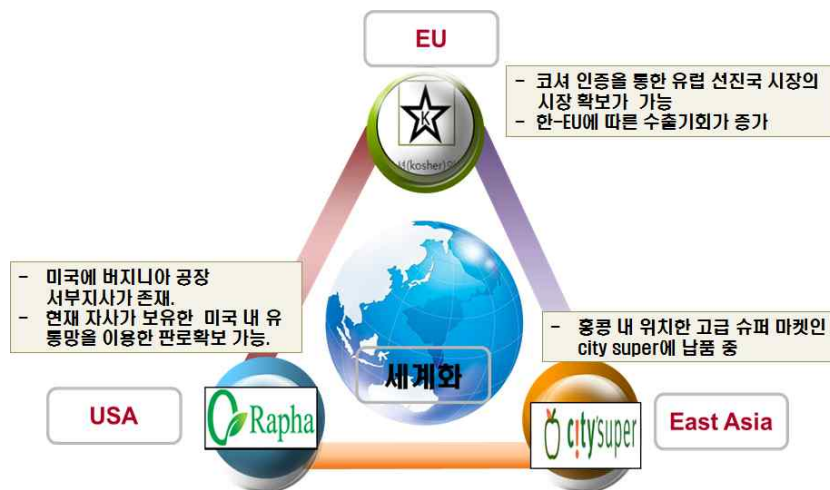 EU
- 코셔 인증을 통한 유럽 선진국 시장의
시장 확보가 가능
- 한-EU에 따른 수출기회가 증가
K
(kosher)
- 미국에 버지니아 공장
서부지사가 존재.
- 현재 자사가 보유한 미국 내 유
통망을 이용한 판로확보 가능.
- 홍콩 내 위치한 고급 슈퍼 마켓인
city super에 납품 중
세계화
USA
Rapha
city'super
East Asia